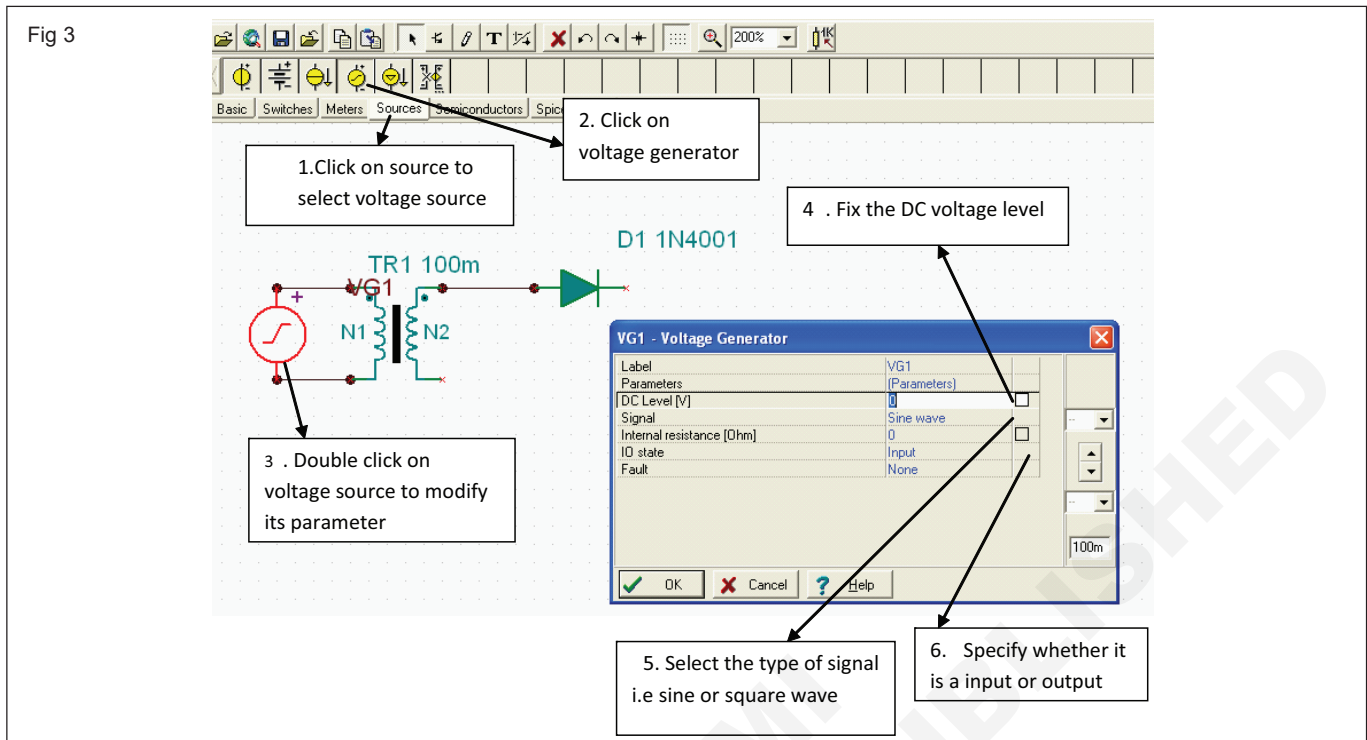 Fig 3
200%
1K
Basic Switches Meters Sources Semiconductors Spice
2. Click on
voltage generator
1.Click on source to
select voltage source
4 . Fix the DC voltage level
D1 1N4001
TR1 100m
VG1
+
N1
N2
VG1 - Voltage Generator
Label VG1
Parameters (Parameters)
DC Level [V] 0
Signal Sine wave
Internal resistance [Ohm] 0
IO state Input
Fault None
100m
OK Cancel ? Help
3 . Double click on
voltage source to modify
its parameter
5. Select the type of signal
i.e sine or square wave
6. Specify whether it
is a input or output
BLISHED
MI